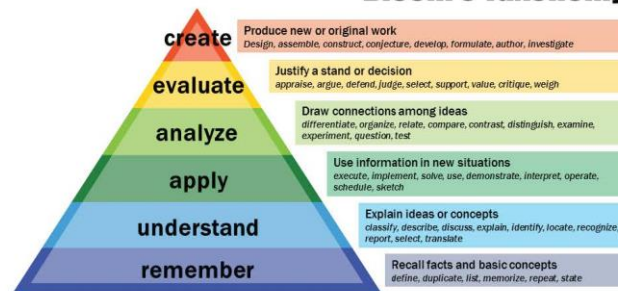 create
Produce new or original work
Design, assemble, construct, conjecture, develop, formulate, author, investigate
evaluate
Justify a stand or decision
appraise, argue, defend, judge, select, support, value, critique, weigh
analyze
Draw connections among ideas
differentiate, organize, relate, compare, contrast, distinguish, examine,
experiment, question, test
apply
Use information in new situations
execute, implement, solve, use, demonstrate, interpret, operate,
schedule, sketch
understand
Explain ideas or concepts
classify, describe, discuss, explain, identify, locate, recognize,
report, select, translate
remember
Recall facts and basic concepts
define, duplicate, list, memorize, repeat, state